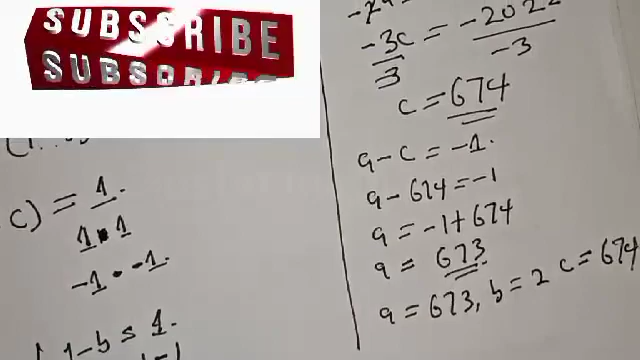 SUBSCRIBE
SUBSCRIBE
c) = 1.
1 • 1
-1 • -1.
1-b = 1.
-3c = -2022
3 -3
c = 674
a - c = -1.
a - 674 = -1
a = -1 + 674
a = 673
a = 673, b = 2 c = 674